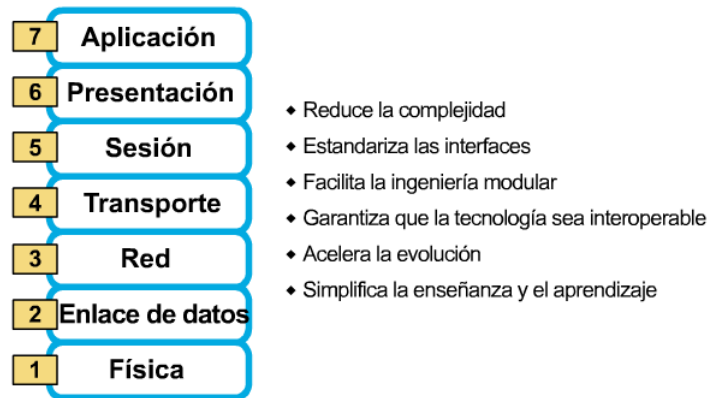 7 Aplicación
6 Presentación
5 Sesión
4 Transporte
3 Red
2 Enlace de datos
1 Física
◆ Reduce la complejidad
◆ Estandariza las interfaces
◆ Facilita la ingeniería modular
◆ Garantiza que la tecnología sea interoperable
◆ Acelera la evolución
◆ Simplifica la enseñanza y el aprendizaje